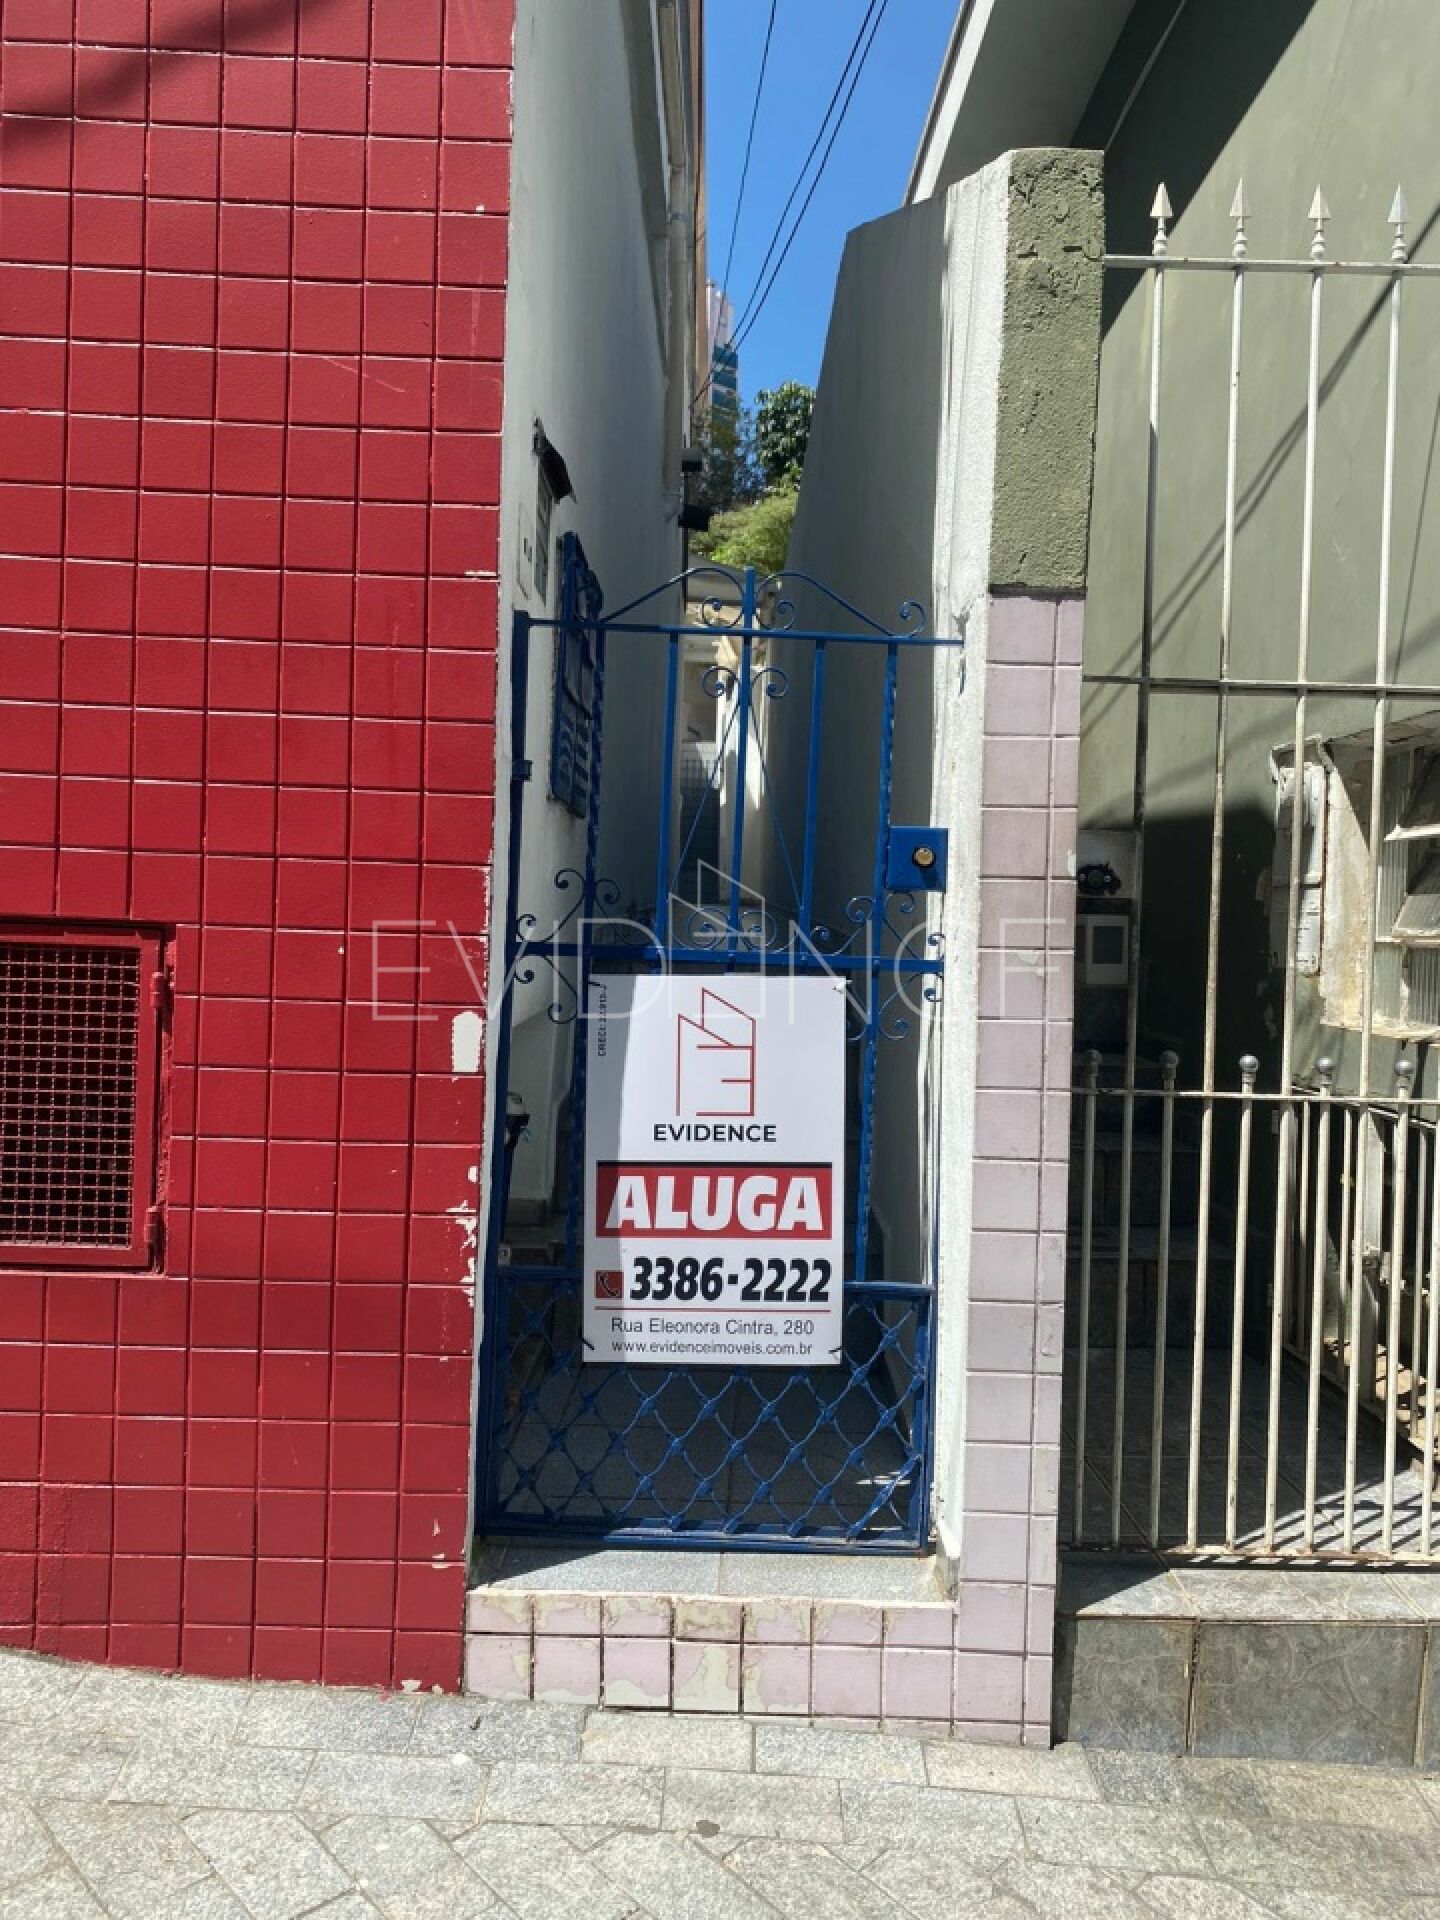 EVIDENCE
EVIDENCE
ALUGA
3386-2222
Rua Eleonora Cintra, 280
www.evidenceimoveis.com.br